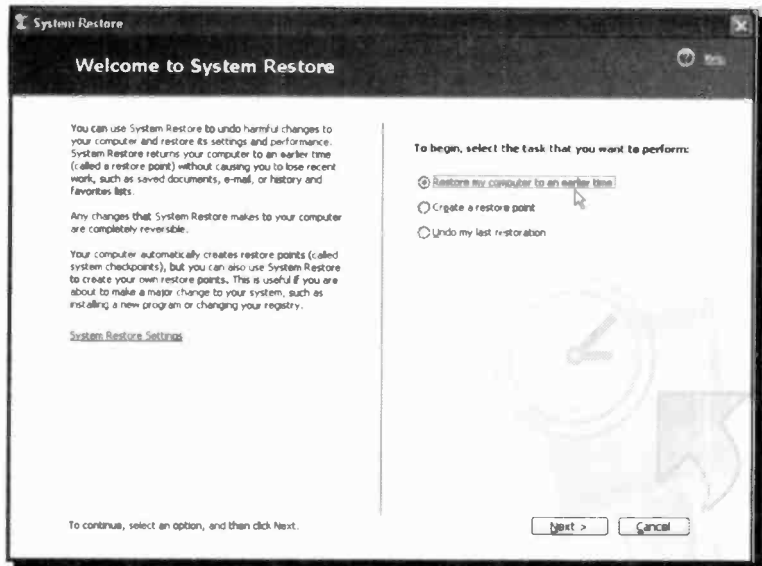 System Restore
Welcome to System Restore
Help
You can use System Restore to undo harmful changes to
your computer and restore its settings and performance.
System Restore returns your computer to an earlier time
(called a restore point) without causing you to lose recent
work, such as saved documents, e-mail, or history and
favorites lists.
Any changes that System Restore makes to your computer
are completely reversible.
Your computer automatically creates restore points (called
system checkpoints), but you can also use System Restore
to create your own restore points. This is useful if you are
about to make a major change to your system, such as
installing a new program or changing your registry.
System Restore Settings
To begin, select the task that you want to perform:
Restore my computer to an earlier time
Create a restore point
Undo my last restoration
To continue, select an option, and then click Next.
Next >
Cancel